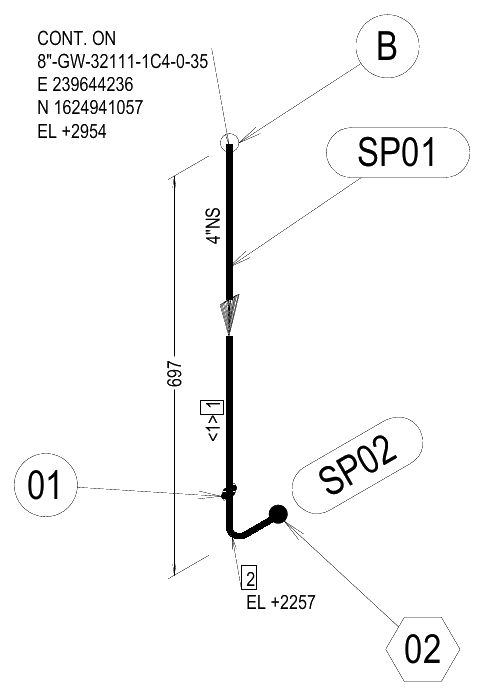 CONT. ON
8"-GW-32111-1C4-0-35
E 239644236
N 1624941057
EL +2954
B
SP01
4"NS
697
<1> 1
SP02
01
2
EL +2257
02